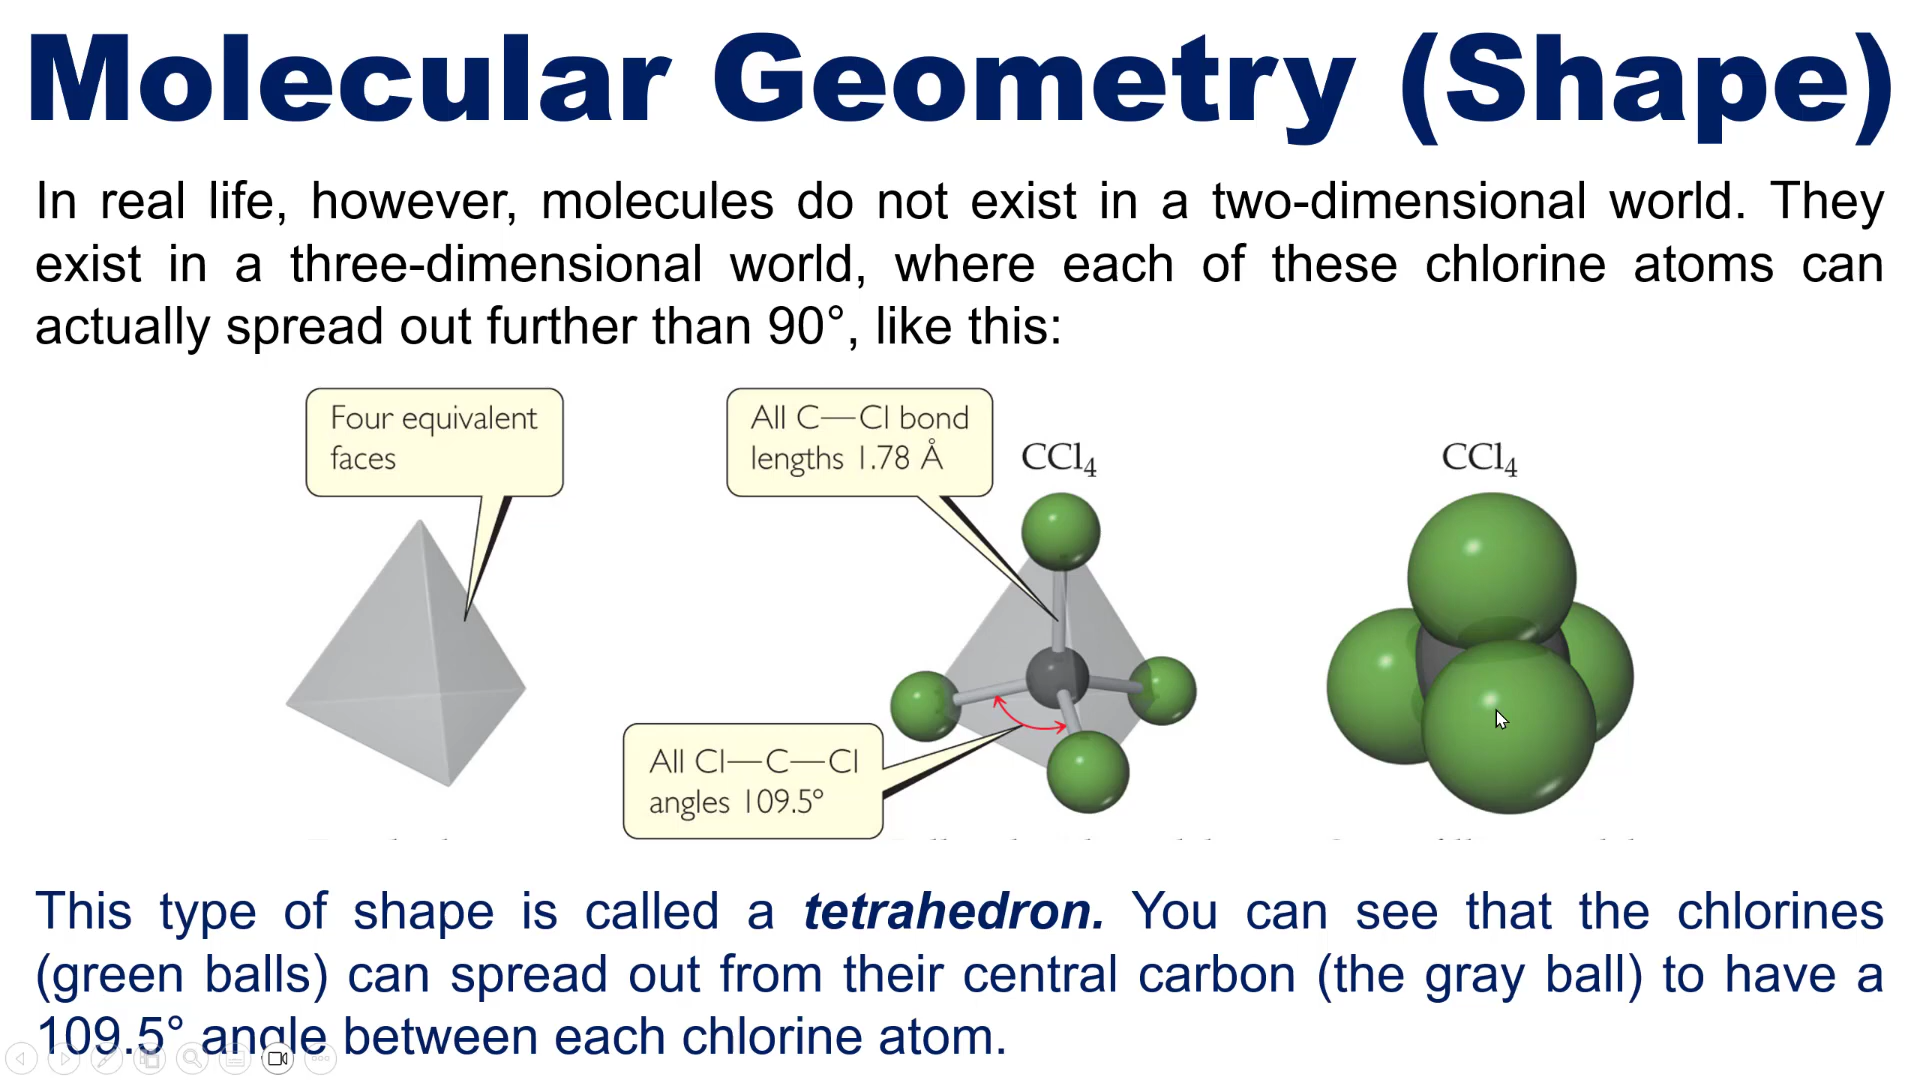 Molecular Geometry (Shape)
In real life, however, molecules do not exist in a two-dimensional world. They
exist in a three-dimensional world, where each of these chlorine atoms can
actually spread out further than 90°, like this:
Four equivalent
faces
All C—Cl bond
lengths 1.78 Å
CCl₄
CCl₄
All Cl—C—Cl
angles 109.5°
This type of shape is called a tetrahedron. You can see that the chlorines
(green balls) can spread out from their central carbon (the gray ball) to have a
109.5° angle between each chlorine atom.